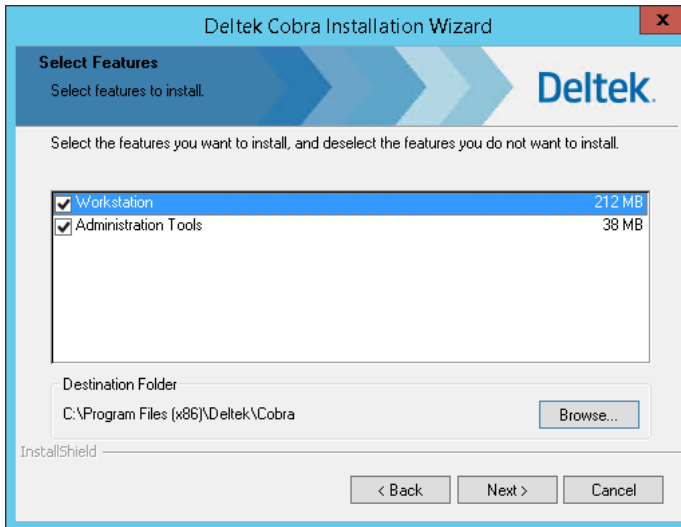 Deltek Cobra Installation Wizard
x
Select Features
Select features to install.
Deltek.
Select the features you want to install, and deselect the features you do not want to install.
Workstation 212 MB
Administration Tools 38 MB
Destination Folder
C:\Program Files (x86)\Deltek\Cobra
Browse...
InstallShield
< Back Next > Cancel